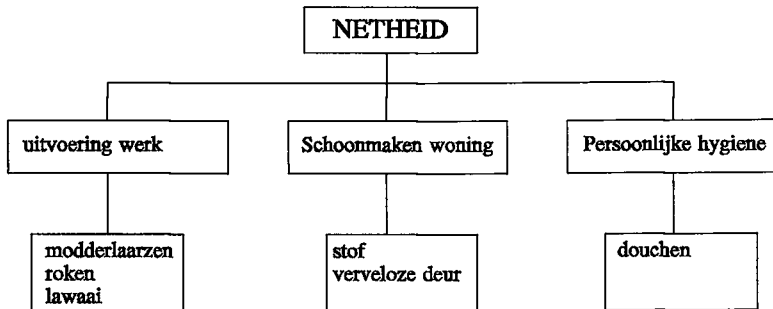 NETHEID
uitvoering werk
Schoonmaken woning
Persoonlijke hygiene
modderlaarzen
roken
lawaai
stof
verveloze deur
douchen